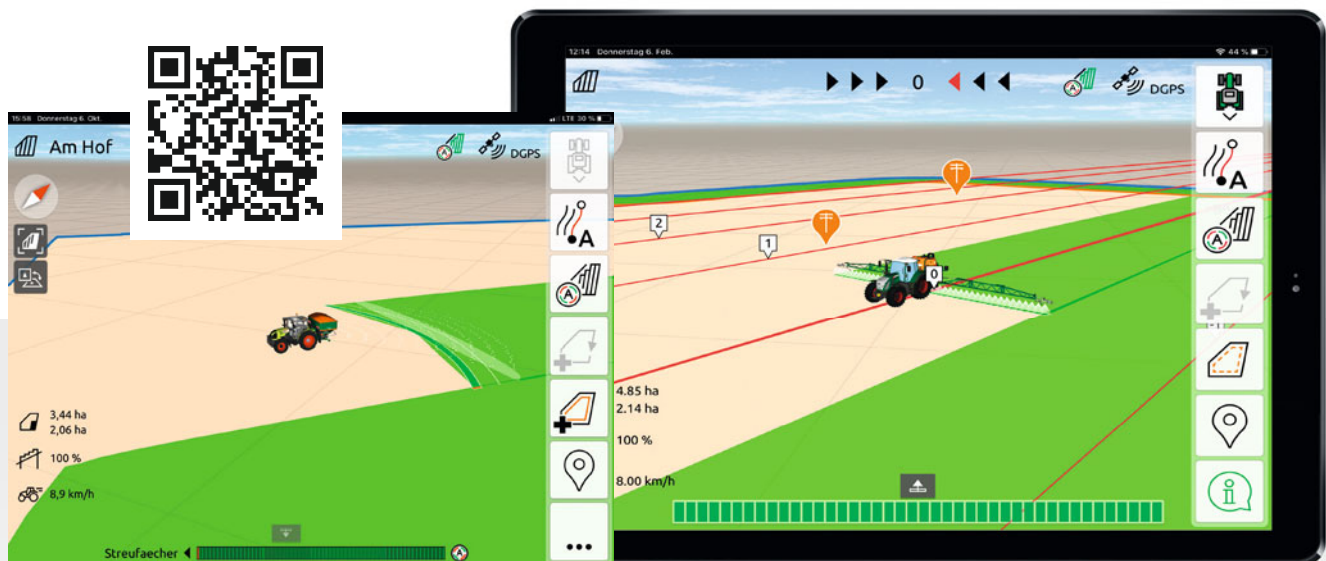 15:58 Donnerstag 6. Okt.
LTE 30 %
Am Hof
DGPS
A
A
3,44 ha
2,06 ha
100 %
8,9 km/h
A
Streufaecher
12:14 Donnerstag 6. Feb.
44 %
0
DGPS
A
A
2
1
0
4.85 ha
2.14 ha
100 %
8.00 km/h